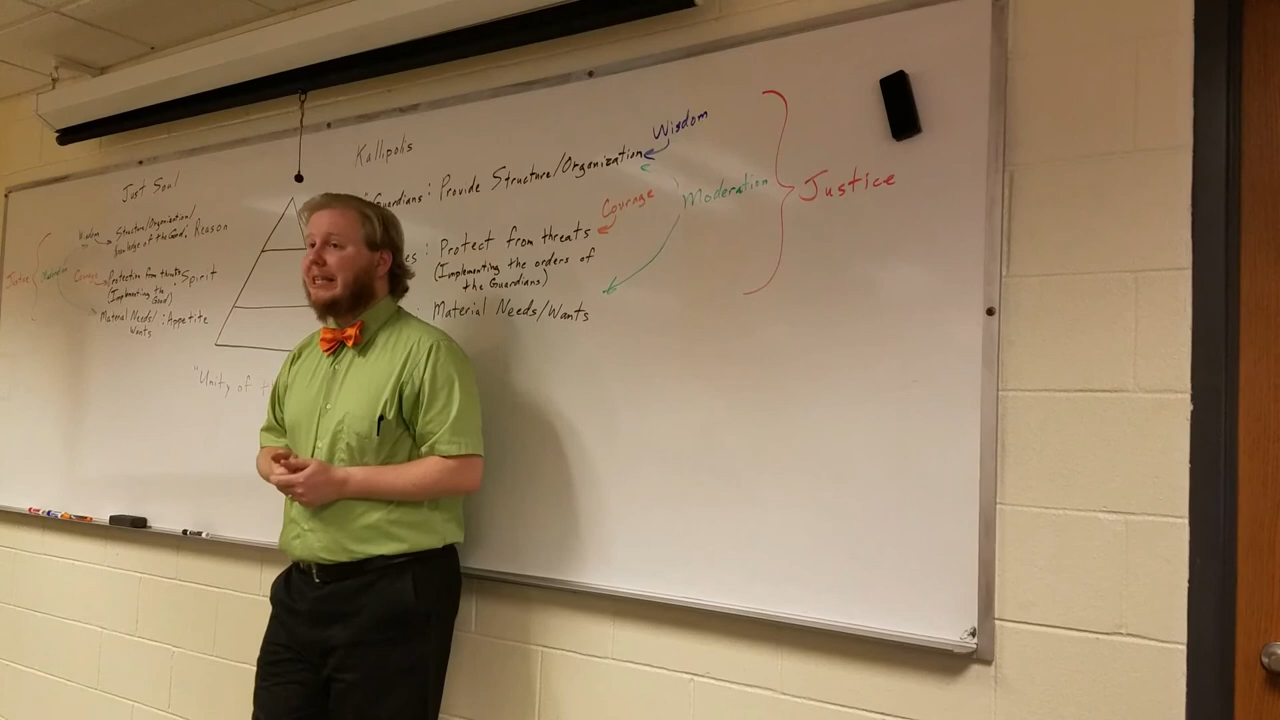 Just Soul
Wisdom
Structure/Organization/
Knowledge of the Good: Reason
Justice
Moderation
Courage
Protection from threats: Spirit
(Implementing the
Good)
Material Needs/ : Appetite
Wants
"Unity of
Kallipolis
"Guardians: Provide Structure/Organization
Wisdom
es: Protect from threats
(Implementing the orders of
the Guardians)
Courage
: Material Needs/Wants
Moderation
Justice